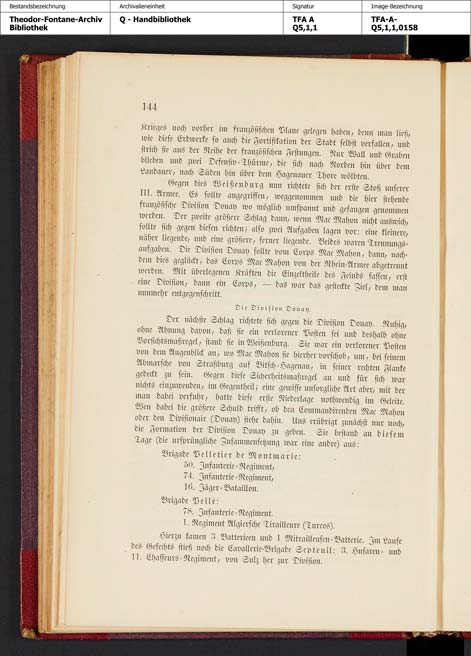 Bestandsbezeichnung
Archivalieneinheit
Signatur
Image-Bezeichnung
Theodor-Fontane-Archiv
Bibliothek
Q - Handbibliothek
TFA A
Q5,1,1
TFA-A-
Q5,1,1,0158
144
Krieges noch vorher im französischen Plane gelegen haben, denn man ließ,
wie diese Erdwerke so auch die Fortifikation der Stadt selbst verfallen, und
strich sie aus der Reihe der französischen Festungen. Nur Wall und Graben
blieben und zwei Defensiv-Thürme, die sich nach Norden hin über dem
Landauer, nach Süden hin über dem Hagenauer Thore wölbten.
Gegen dies Weißenburg nun richtete sich der erste Stoß unserer
III. Armee. Es sollte angegriffen, weggenommen und die hier stehende
französische Division Douay wo möglich umspannt und gefangen genommen
werden. Der zweite größere Schlag dann, wenn Mac Mahon nicht auswich,
sollte sich gegen diesen richten; also zwei Aufgaben lagen vor: eine kleinere,
näher liegende, und eine größere, ferner liegende. Beides waren Trennungs-
aufgaben. Die Division Douay sollte vom Corps Mac Mahon, dann, nach-
dem dies geglückt, das Corps Mac Mahon von der Rhein-Armee abgetrennt
werden. Mit überlegenen Kräften die Einzeltheile des Feinds fassen, erst
eine Division, dann ein Corps, — das war das gesteckte Ziel, dem man
nunmehr entgegenschritt.
Die Division Douay.
Der nächste Schlag richtete sich gegen die Division Douay. Ruhig,
ohne Ahnung davon, daß sie ein verlorener Posten sei und deshalb ohne
Vorsichtsmaßregel, stand sie in Weißenburg. Sie war ein verlorener Posten
von dem Augenblick an, wo Mac Mahon sie hierher vorschob, um, bei seinem
Abmarsche von Straßburg auf Bitsch-Hagenau, in seiner rechten Flanke
gedeckt zu sein. Gegen diese Sicherheitsmaßregel an und für sich war
nichts einzuwenden, im Gegentheil; eine gewisse unsorgliche Art aber, mit der
man dabei verfuhr, hatte diese erste Niederlage nothwendig im Geleite.
Wen dabei die größere Schuld trifft, ob den Commandirenden Mac Mahon
oder den Divisionair (Douay) stehe dahin. Uns erübrigt zunächst nur noch,
die Formation der Division Douay zu geben. Sie bestand an diesem
Tage (die ursprüngliche Zusammensetzung war eine andre) aus:
Brigade Pelletier de Montmarie:
50. Infanterie-Regiment,
74. Infanterie-Regiment,
16. Jäger-Bataillon.
Brigade Pellé:
78. Infanterie-Regiment.
1. Regiment Algiersche Tirailleure (Turcos).
Hierzu kamen 3 Batterieen und 1 Mitrailleusen-Batterie. Im Laufe
des Gefechts stieß noch die Cavallerie-Brigade Septeuil: 3. Husaren- und
11. Chasseurs-Regiment, von Sulz her zur Division.